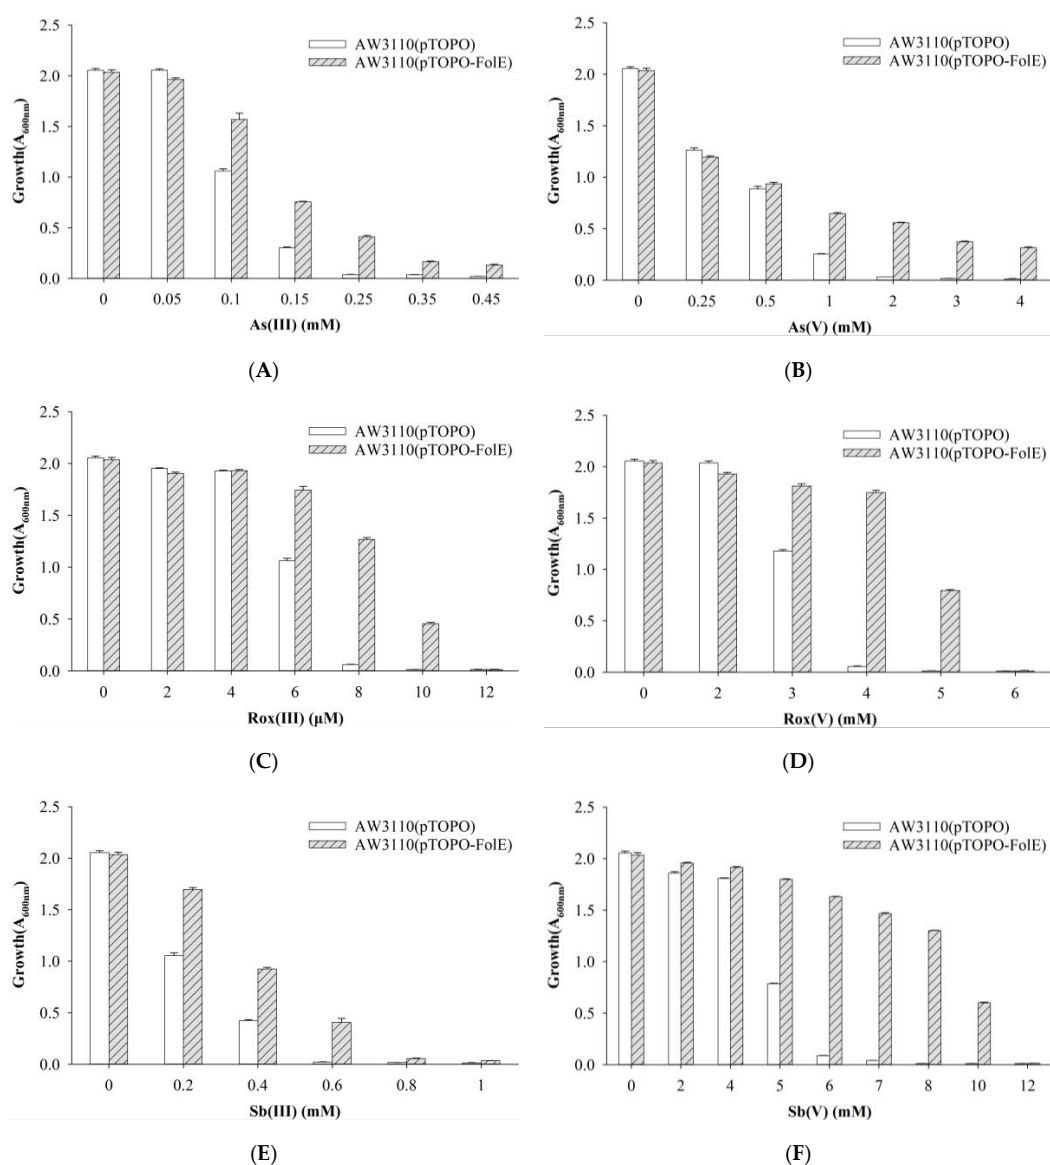 AW3110(pTOPO)
AW3110(pTOPO-FolE)
Growth(A600nm)
2.5
2.0
1.5
1.0
0.5
0.0
0 0.05 0.1 0.15 0.25 0.35 0.45
As(III) (mM)
(A)
AW3110(pTOPO)
AW3110(pTOPO-FolE)
Growth(A600nm)
2.5
2.0
1.5
1.0
0.5
0.0
0 0.25 0.5 1 2 3 4
As(V) (mM)
(B)
AW3110(pTOPO)
AW3110(pTOPO-FolE)
Growth(A600nm)
2.5
2.0
1.5
1.0
0.5
0.0
0 2 4 6 8 10 12
Rox(III) (μM)
(C)
AW3110(pTOPO)
AW3110(pTOPO-FolE)
Growth(A600nm)
2.5
2.0
1.5
1.0
0.5
0.0
0 2 3 4 5 6
Rox(V) (mM)
(D)
AW3110(pTOPO)
AW3110(pTOPO-FolE)
Growth(A600nm)
2.5
2.0
1.5
1.0
0.5
0.0
0 0.2 0.4 0.6 0.8 1
Sb(III) (mM)
(E)
AW3110(pTOPO)
AW3110(pTOPO-FolE)
Growth(A600nm)
2.5
2.0
1.5
1.0
0.5
0.0
0 2 4 5 6 7 8 10 12
Sb(V) (mM)
(F)